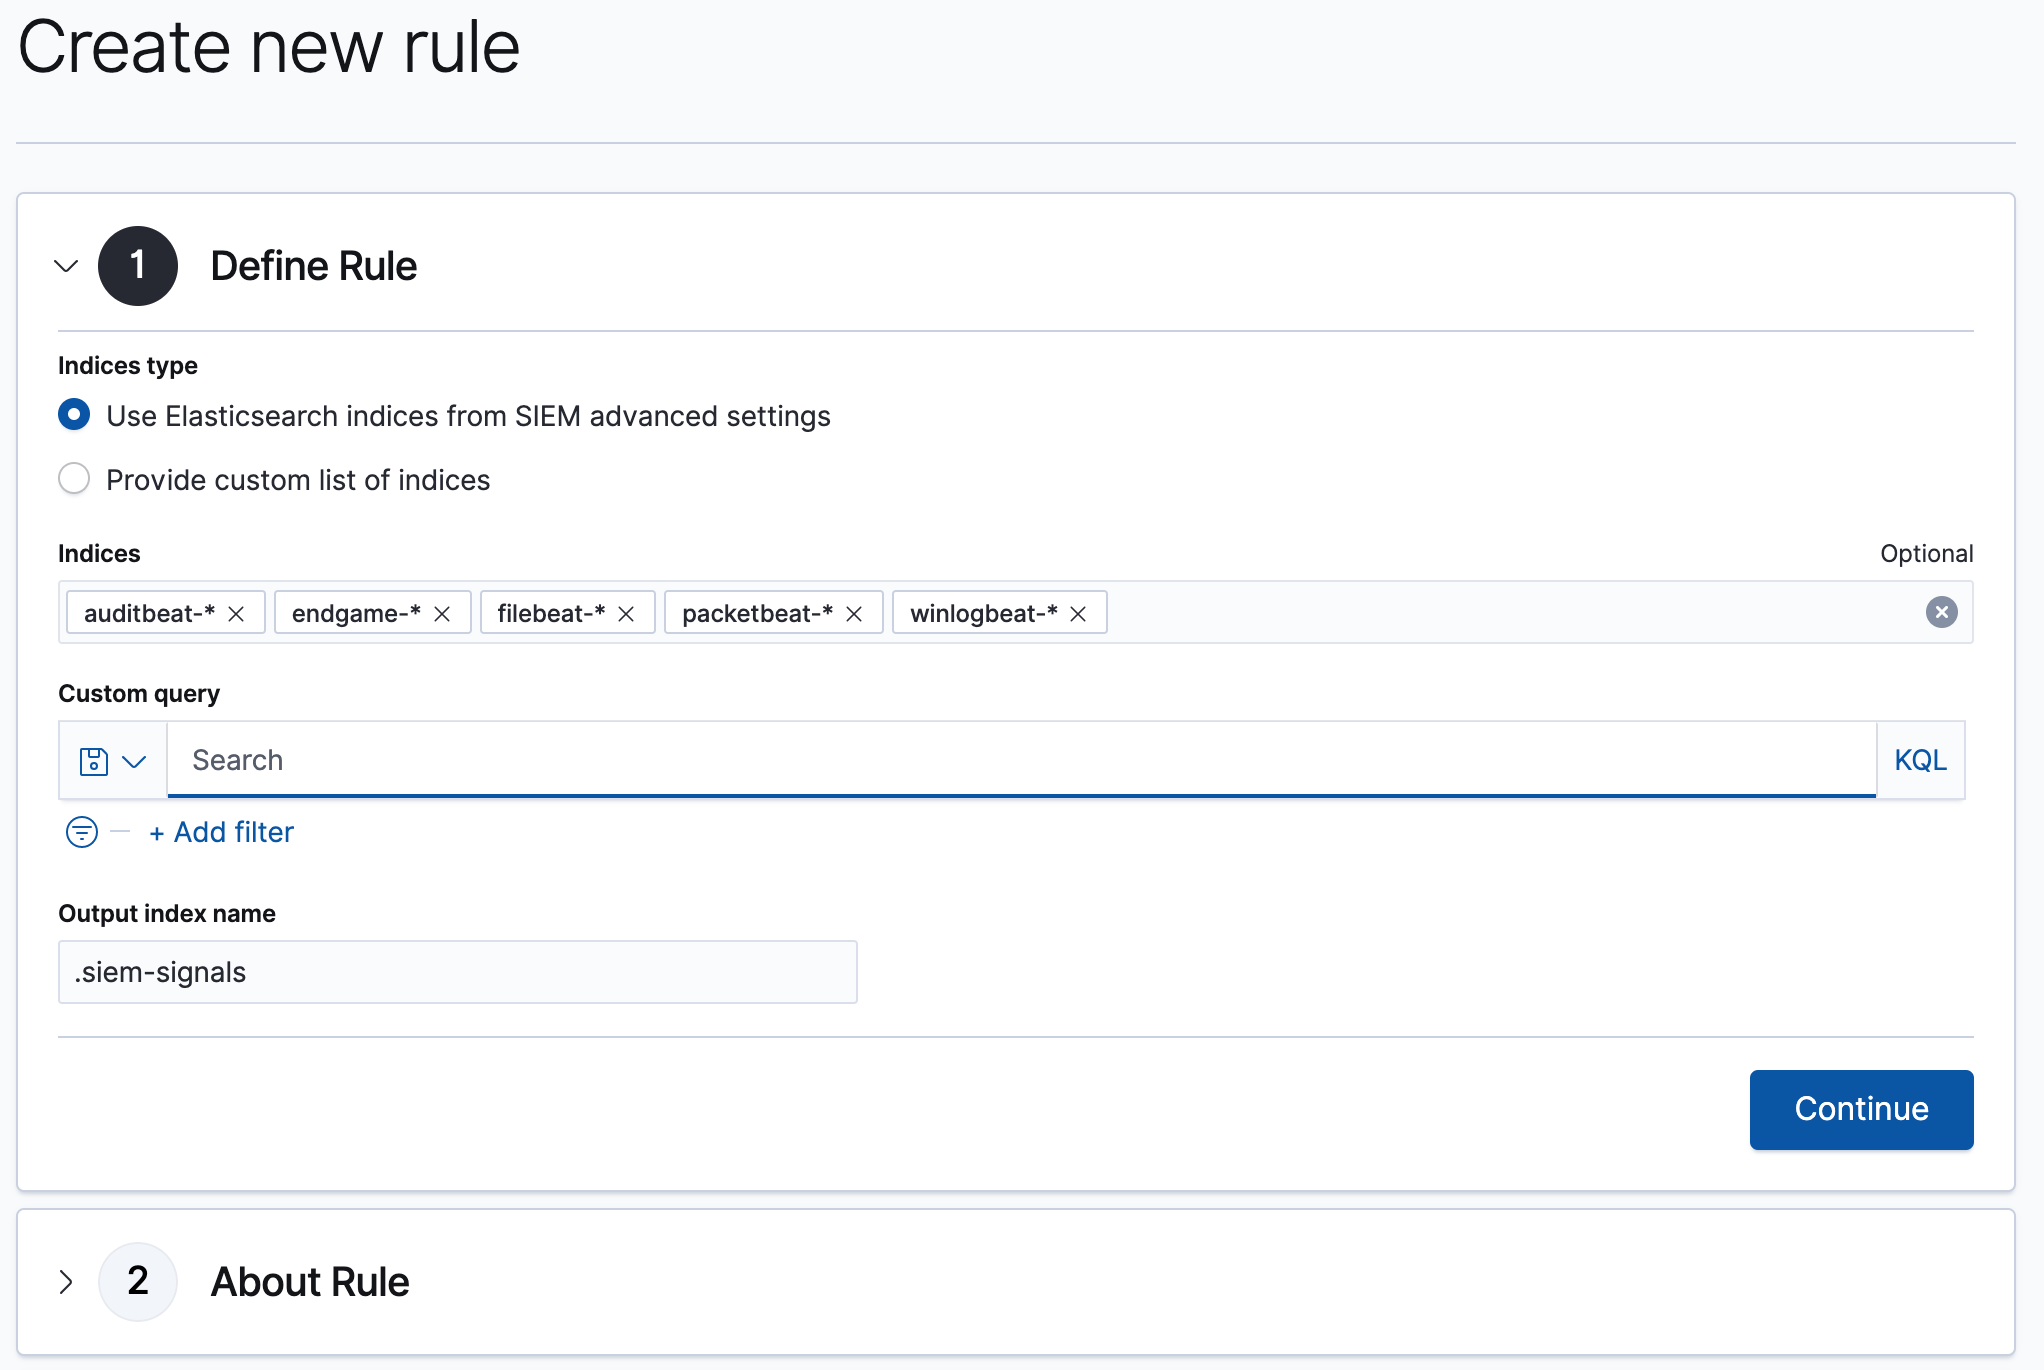 Create new rule
1 Define Rule
Indices type
Use Elasticsearch indices from SIEM advanced settings
Provide custom list of indices
Indices Optional
auditbeat-* endgame-* filebeat-* packetbeat-* winlogbeat-*
Custom query
Search KQL
+ Add filter
Output index name
.siem-signals
Continue
2 About Rule